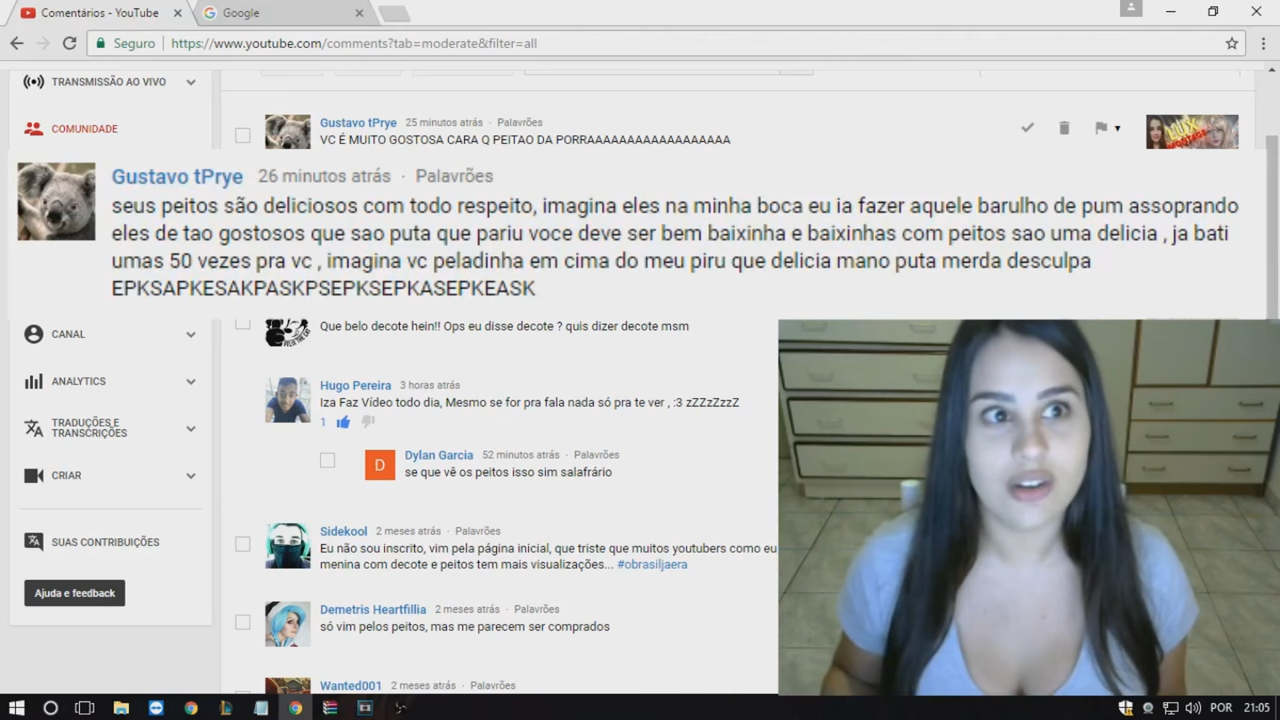 Comentários - YouTube
Google
Seguro
https://www.youtube.com/comments?tab=moderate&filter=all
TRANSMISSÃO AO VIVO
COMUNIDADE
Gustavo tPrye 25 minutos atrás · Palavrões
VC É MUITO GOSTOSA CARA Q PEITAO DA PORRAAAAAAAAAAAAAAAAAA
Gustavo tPrye 26 minutos atrás · Palavrões
seus peitos são deliciosos com todo respeito, imagina eles na minha boca eu ia fazer aquele barulho de pum assoprando
eles de tao gostosos que sao puta que pariu voce deve ser bem baixinha e baixinhas com peitos sao uma delicia , ja bati
umas 50 vezes pra vc , imagina vc peladinha em cima do meu piru que delicia mano puta merda desculpa
EPKSAPKESAKPASKPSEPKSEPKASEPKEASK
Que belo decote hein!! Ops eu disse decote ? quis dizer decote msm
CANAL
ANALYTICS
TRADUÇÕES E
TRANSCRIÇÕES
CRIAR
SUAS CONTRIBUIÇÕES
Ajuda e feedback
Hugo Pereira 3 horas atrás
Iza Faz Vídeo todo dia, Mesmo se for pra fala nada só pra te ver , :3 zZZzZzzZ
1
D
Dylan Garcia 52 minutos atrás · Palavrões
se que vê os peitos isso sim salafrário
Sidekool 2 meses atrás · Palavrões
Eu não sou inscrito, vim pela página inicial, que triste que muitos youtubers como eu
menina com decote e peitos tem mais visualizações... #obrasiljaera
Demetris Heartfillia 2 meses atrás · Palavrões
só vim pelos peitos, mas me parecem ser comprados
Wanted001 2 meses atrás · Palavrões
POR 21:05